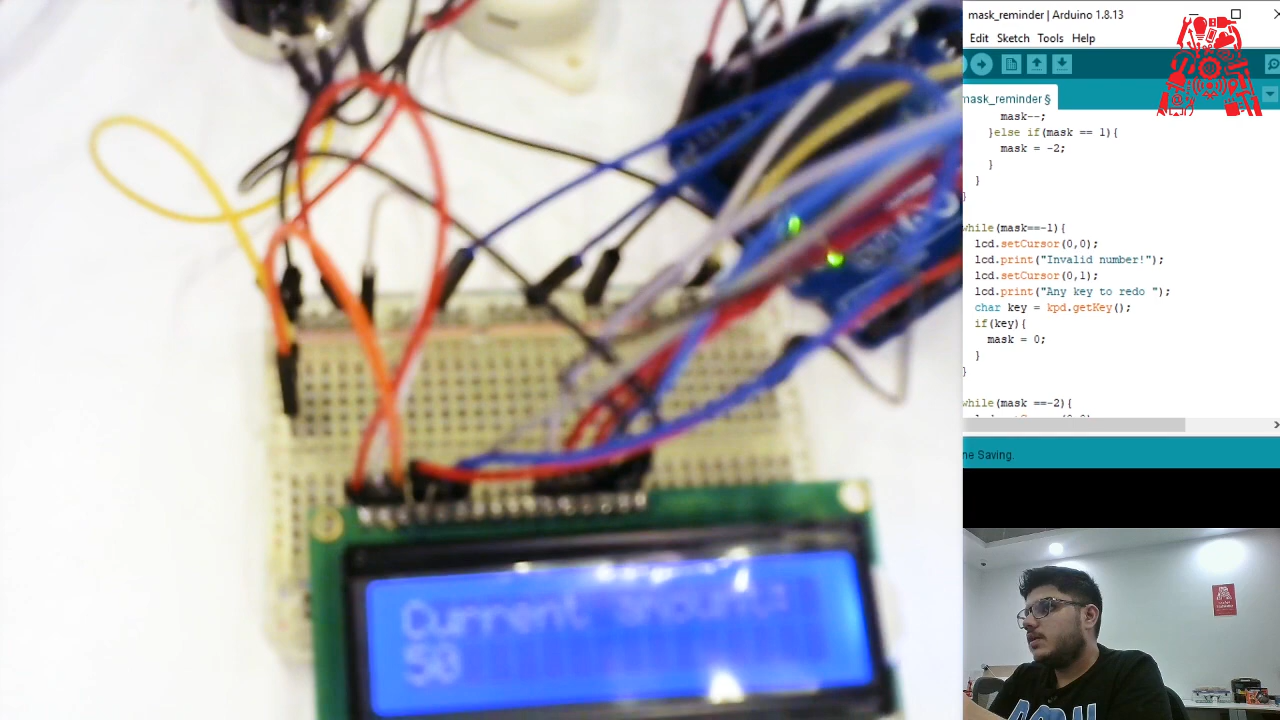 mask_reminder | Arduino 1.8.13
Edit Sketch Tools Help
mask_reminder §
mask--;
}else if(mask == 1){
mask = -2;
}
}
}
while(mask==-1){
lcd.setCursor(0,0);
lcd.print("Invalid number!");
lcd.setCursor(0,1);
lcd.print("Any key to redo ");
char key = kpd.getKey();
if(key){
mask = 0;
}
}
while(mask ==-2){
ne Saving.
Current amount:
50